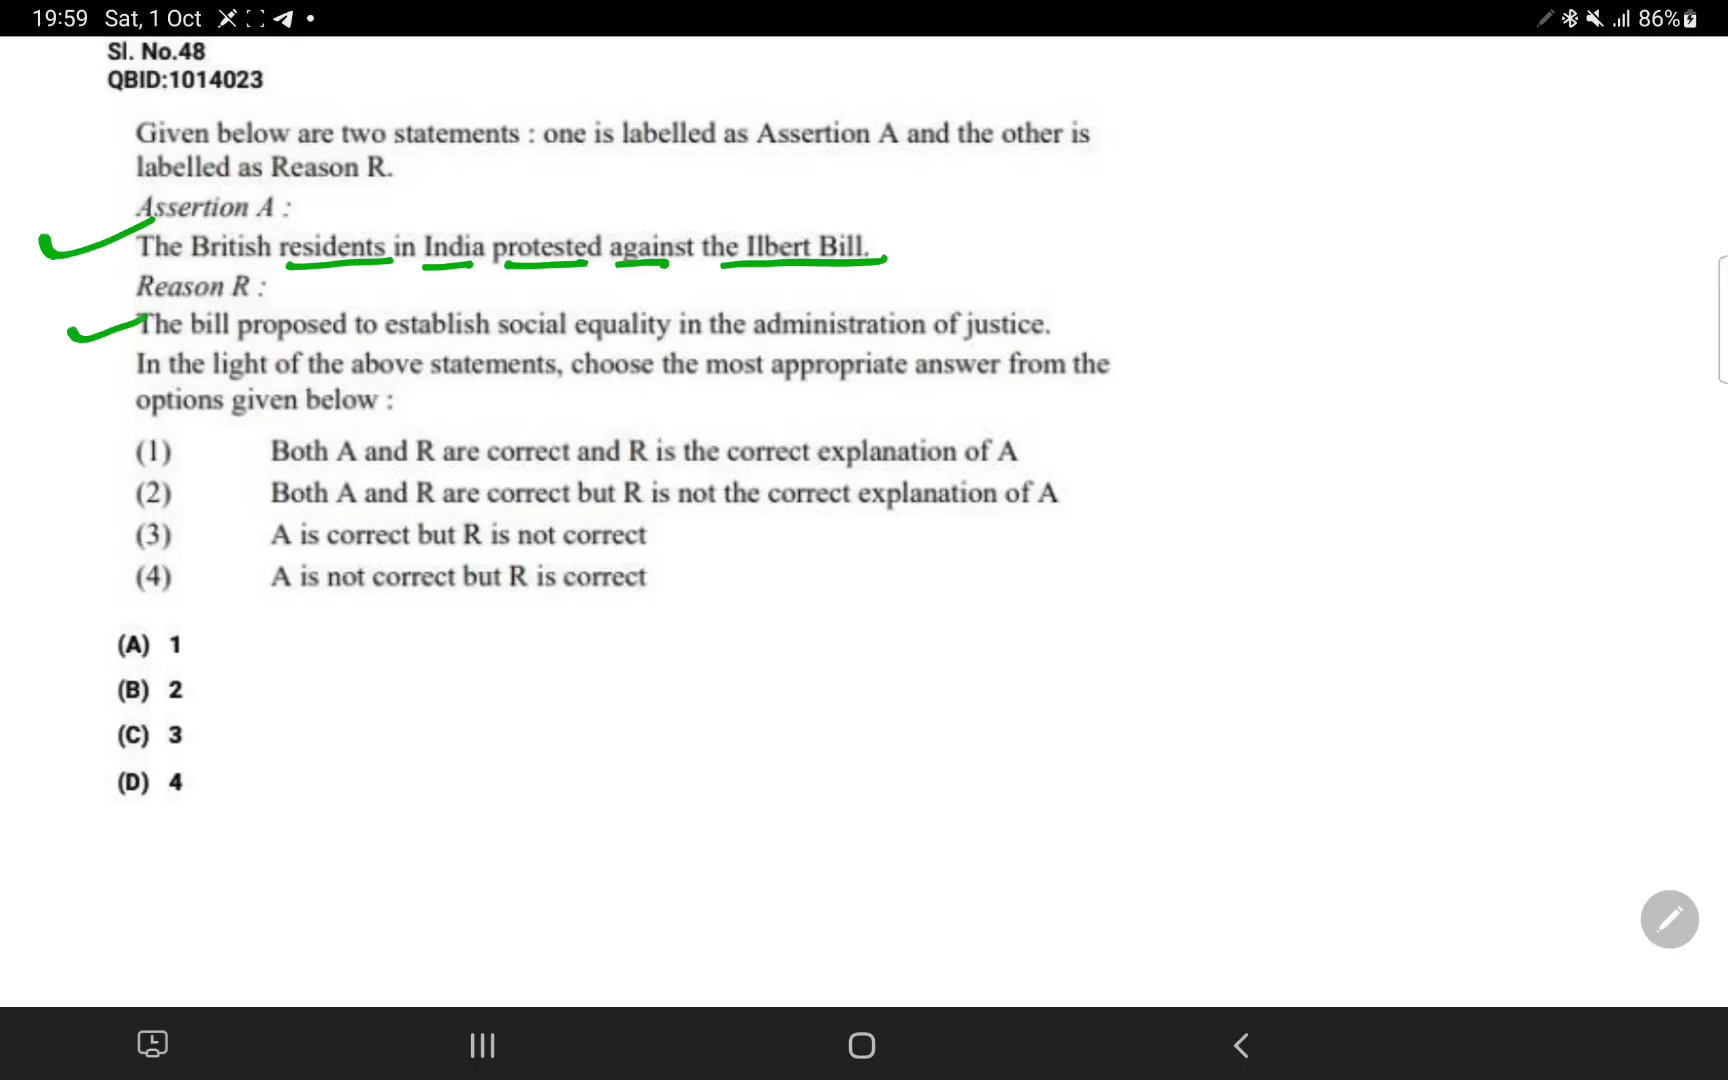 19:59 Sat, 1 Oct
86%
Sl. No.48
QBID:1014023
Given below are two statements : one is labelled as Assertion A and the other is
labelled as Reason R.
Assertion A :
The British residents in India protested against the Ilbert Bill.
Reason R :
The bill proposed to establish social equality in the administration of justice.
In the light of the above statements, choose the most appropriate answer from the
options given below :
(1) Both A and R are correct and R is the correct explanation of A
(2) Both A and R are correct but R is not the correct explanation of A
(3) A is correct but R is not correct
(4) A is not correct but R is correct
(A) 1
(B) 2
(C) 3
(D) 4